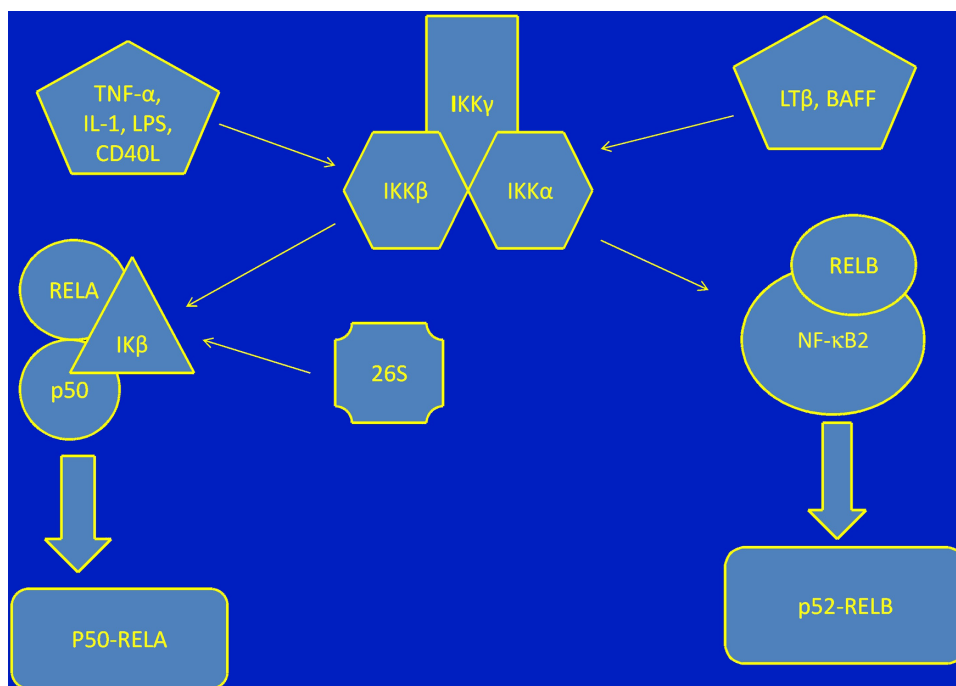 TNF-α,
IL-1, LPS,
CD40L
IKKγ
LTβ, BAFF
IKKβ
IKKα
RELA
IKβ
p50
26S
RELB
NF-κB2
P50-RELA
p52-RELB